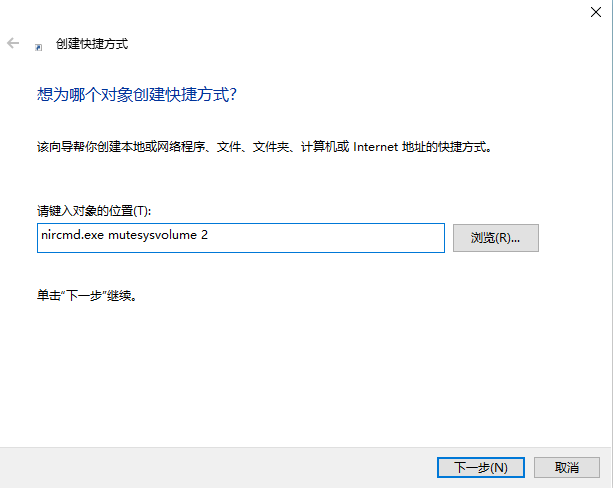 创建快捷方式
想为哪个对象创建快捷方式？
该向导帮你创建本地或网络程序、文件、文件夹、计算机或 Internet 地址的快捷方式。
请键入对象的位置(T):
nircmd.exe mutesysvolume 2
浏览(R)...
单击“下一步”继续。
下一步(N)
取消